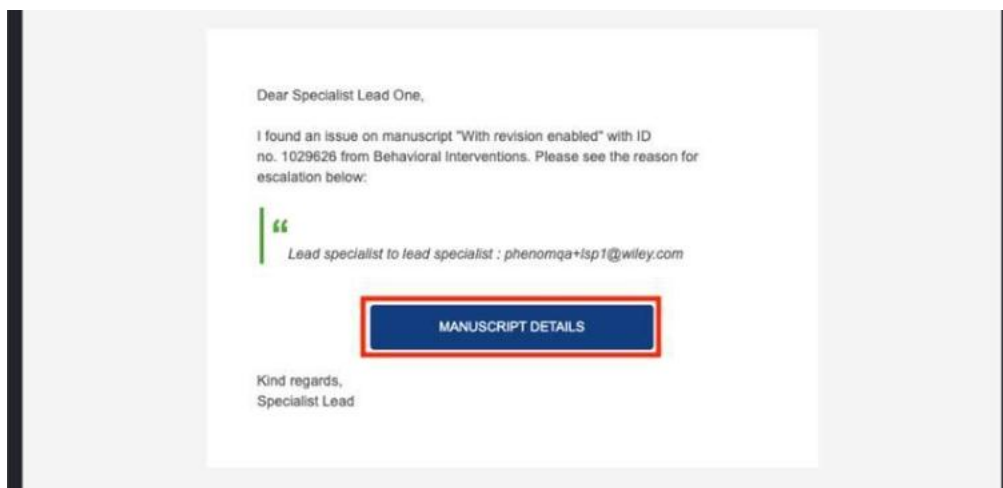 Dear Specialist Lead One,
I found an issue on manuscript "With revision enabled" with ID
no. 1029626 from Behavioral Interventions. Please see the reason for
escalation below:
“
Lead specialist to lead specialist : phenomqa+lsp1@wiley.com
MANUSCRIPT DETAILS
Kind regards,
Specialist Lead